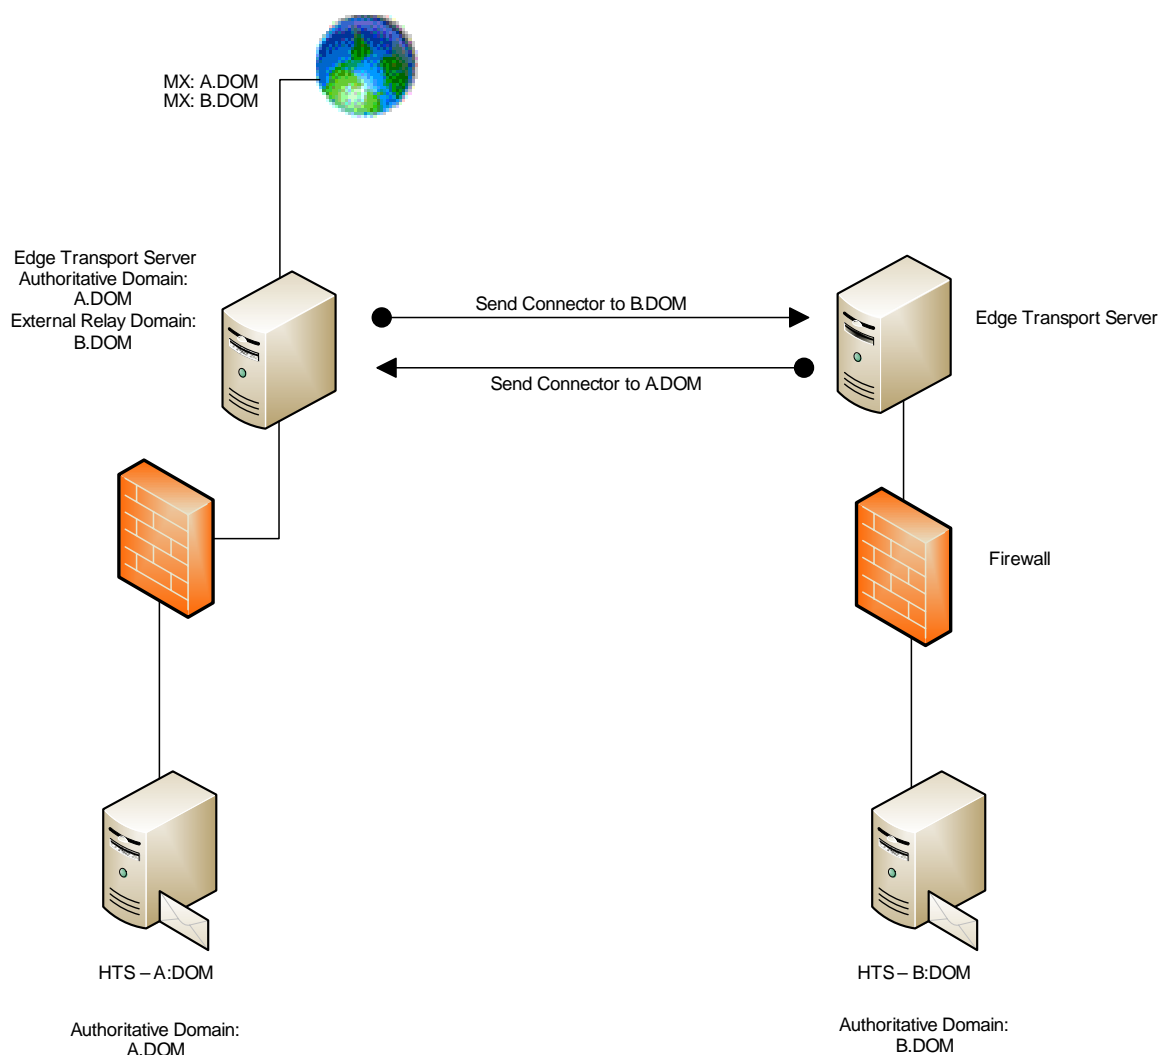 MX: A.DOM
MX: B.DOM
Edge Transport Server
Authoritative Domain:
A.DOM
External Relay Domain:
B.DOM
Send Connector to B.DOM
Edge Transport Server
Send Connector to A.DOM
Firewall
HTS – A:DOM
HTS – B:DOM
Authoritative Domain:
A.DOM
Authoritative Domain:
B.DOM